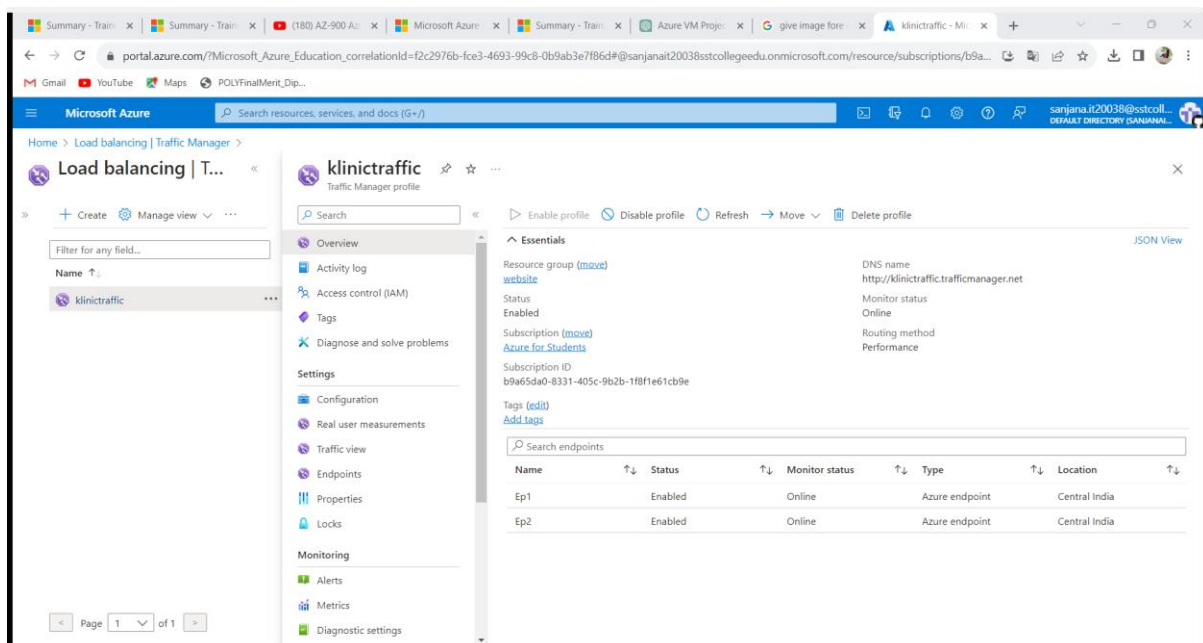 Summary - Train
Summary - Train
(180) AZ-900 Az
Microsoft Azure
Summary - Train
Azure VM Projec
give image fore
klinictraffic - Mic
portal.azure.com/?Microsoft_Azure_Education_correlationId=f2c2976b-fce3-4693-99c8-0b9ab3e7f86d#@sanjanait20038sstcollegeedu.onmicrosoft.com/resource/subscriptions/b9a...
Gmail YouTube Maps POLYFinalMerit_Dip...
Microsoft Azure
Search resources, services, and docs (G+/)
sanjana.it20038@sstcoll...
DEFAULT DIRECTORY (SANJANAI...
Home > Load balancing | Traffic Manager >
Load balancing | T...
+ Create Manage view ...
Filter for any field...
Name
klinictraffic ...
< Page 1 of 1 >
klinictraffic ...
Traffic Manager profile
Search
Overview
Activity log
Access control (IAM)
Tags
Diagnose and solve problems
Settings
Configuration
Real user measurements
Traffic view
Endpoints
Properties
Locks
Monitoring
Alerts
Metrics
Diagnostic settings
Enable profile Disable profile Refresh Move Delete profile
Essentials JSON View
Resource group (move)
website
Status
Enabled
Subscription (move)
Azure for Students
Subscription ID
b9a65da0-8331-405c-9b2b-1f8f1e61cb9e
Tags (edit)
Add tags
DNS name
http://klinictraffic.trafficmanager.net
Monitor status
Online
Routing method
Performance
Search endpoints
Name Status Monitor status Type Location
Ep1 Enabled Online Azure endpoint Central India
Ep2 Enabled Online Azure endpoint Central India